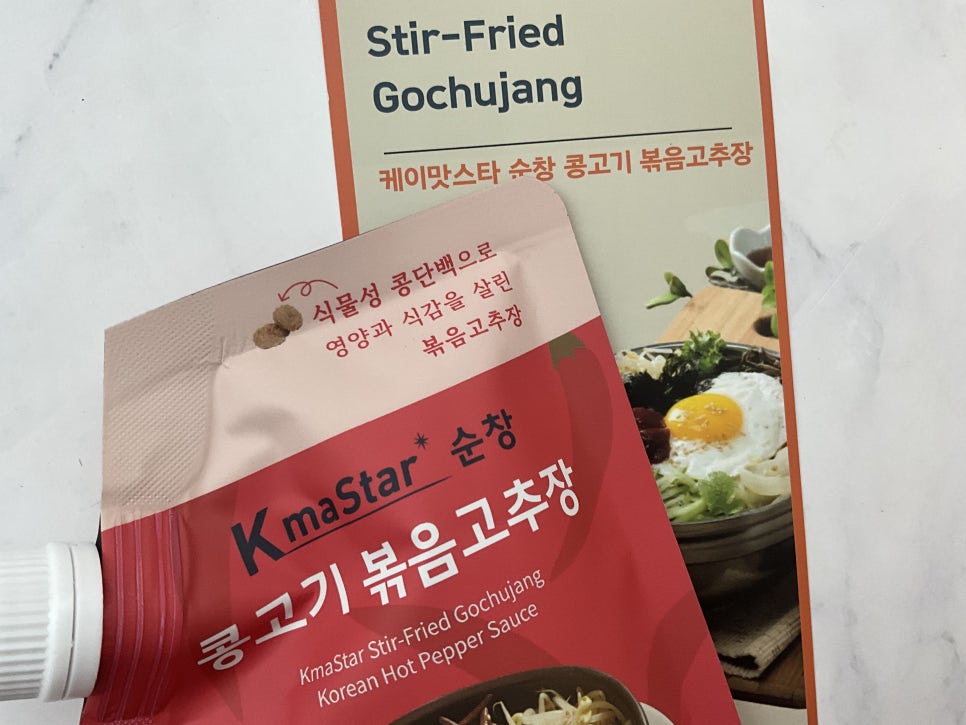 Stir-Fried
Gochujang
케이맛스타 순창 콩고기 볶음고추장
식물성 콩단백으로
영양과 식감을 살린
볶음고추장
KmaStar* 순창
콩고기 볶음고추장
KmaStar Stir-Fried Gochujang
Korean Hot Pepper Sauce